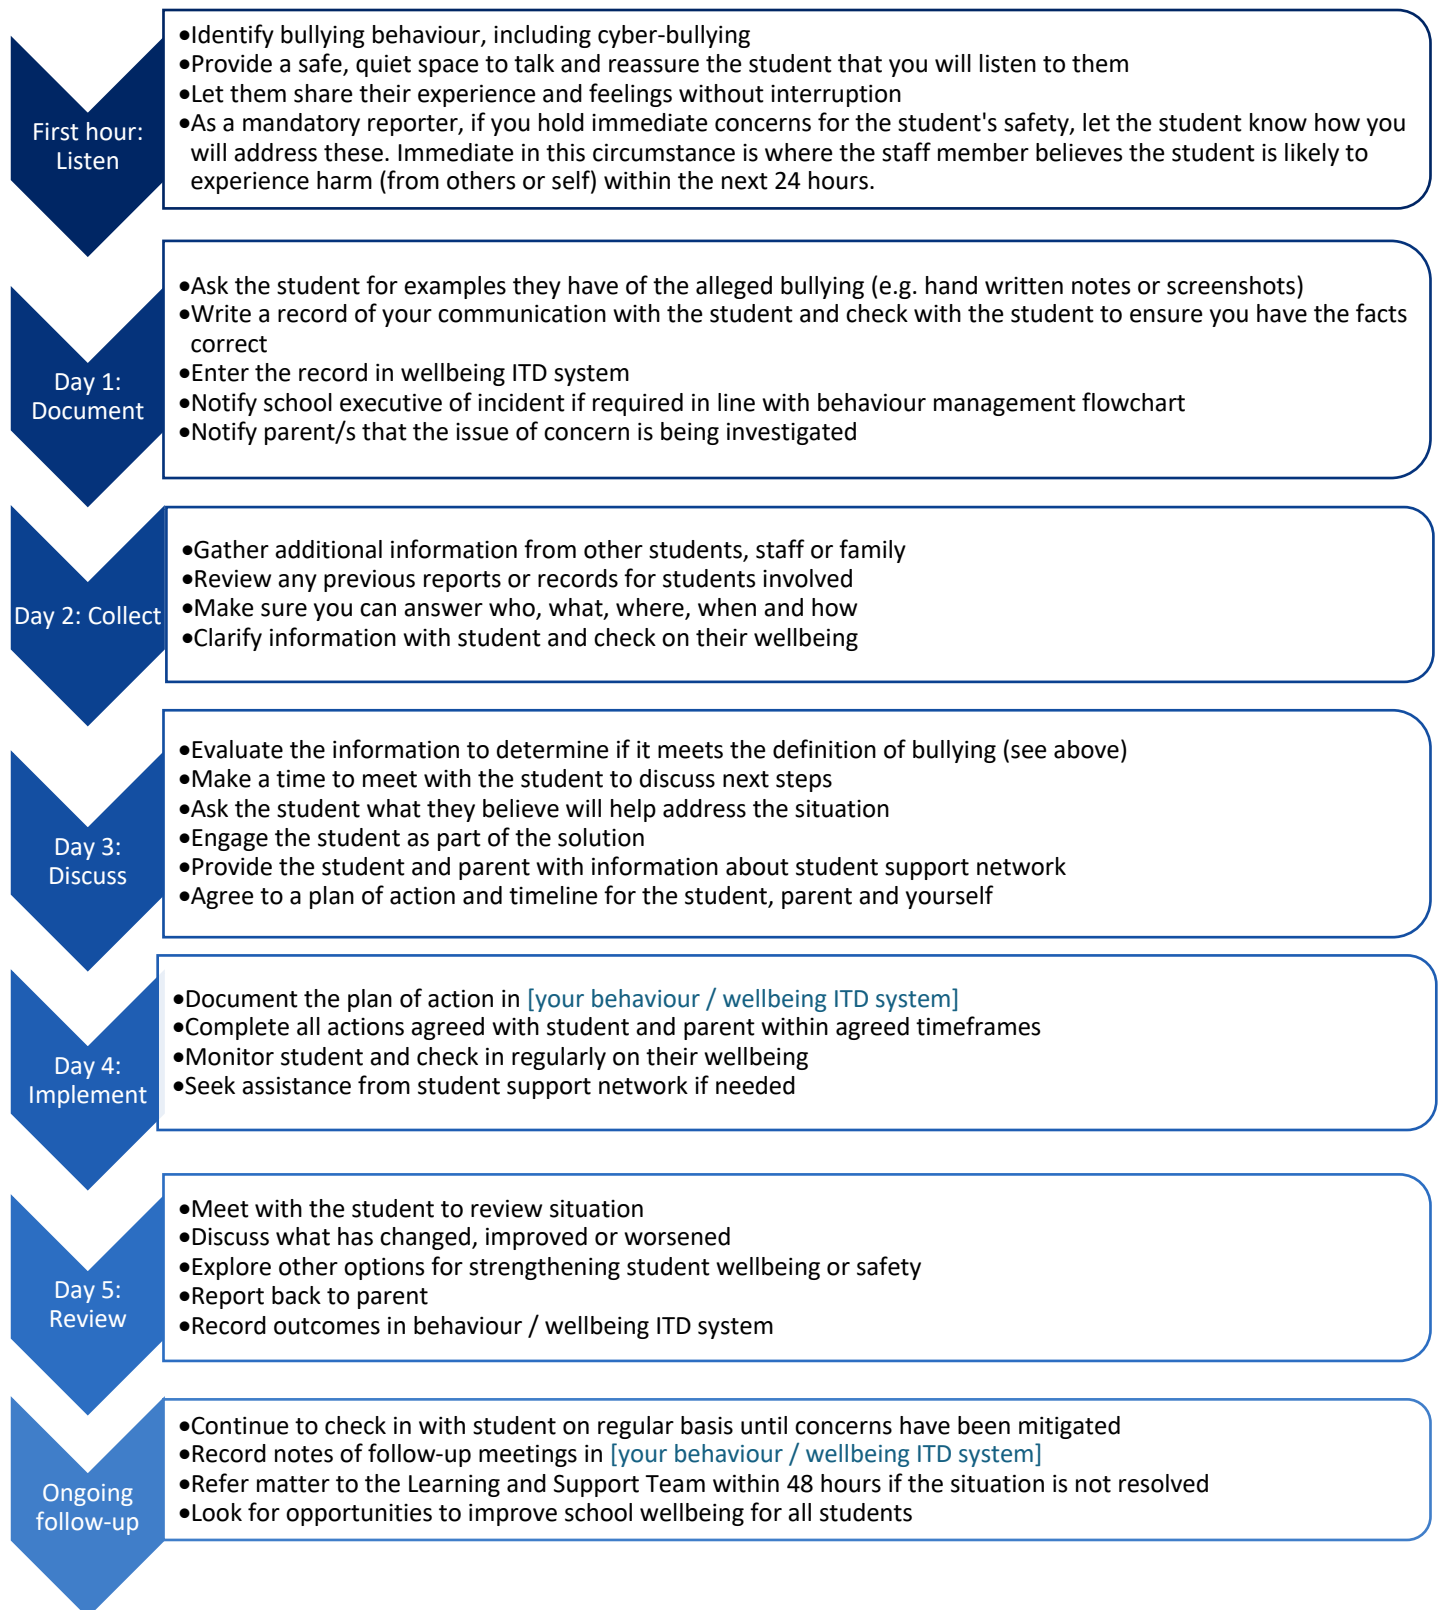 First hour:
Listen
•Identify bullying behaviour, including cyber-bullying
•Provide a safe, quiet space to talk and reassure the student that you will listen to them
•Let them share their experience and feelings without interruption
•As a mandatory reporter, if you hold immediate concerns for the student's safety, let the student know how you
will address these. Immediate in this circumstance is where the staff member believes the student is likely to
experience harm (from others or self) within the next 24 hours.
Day 1:
Document
•Ask the student for examples they have of the alleged bullying (e.g. hand written notes or screenshots)
•Write a record of your communication with the student and check with the student to ensure you have the facts
correct
•Enter the record in wellbeing ITD system
•Notify school executive of incident if required in line with behaviour management flowchart
•Notify parent/s that the issue of concern is being investigated
Day 2: Collect
•Gather additional information from other students, staff or family
•Review any previous reports or records for students involved
•Make sure you can answer who, what, where, when and how
•Clarify information with student and check on their wellbeing
Day 3:
Discuss
•Evaluate the information to determine if it meets the definition of bullying (see above)
•Make a time to meet with the student to discuss next steps
•Ask the student what they believe will help address the situation
•Engage the student as part of the solution
•Provide the student and parent with information about student support network
•Agree to a plan of action and timeline for the student, parent and yourself
Day 4:
Implement
•Document the plan of action in [your behaviour / wellbeing ITD system]
•Complete all actions agreed with student and parent within agreed timeframes
•Monitor student and check in regularly on their wellbeing
•Seek assistance from student support network if needed
Day 5:
Review
•Meet with the student to review situation
•Discuss what has changed, improved or worsened
•Explore other options for strengthening student wellbeing or safety
•Report back to parent
•Record outcomes in behaviour / wellbeing ITD system
Ongoing
follow-up
•Continue to check in with student on regular basis until concerns have been mitigated
•Record notes of follow-up meetings in [your behaviour / wellbeing ITD system]
•Refer matter to the Learning and Support Team within 48 hours if the situation is not resolved
•Look for opportunities to improve school wellbeing for all students